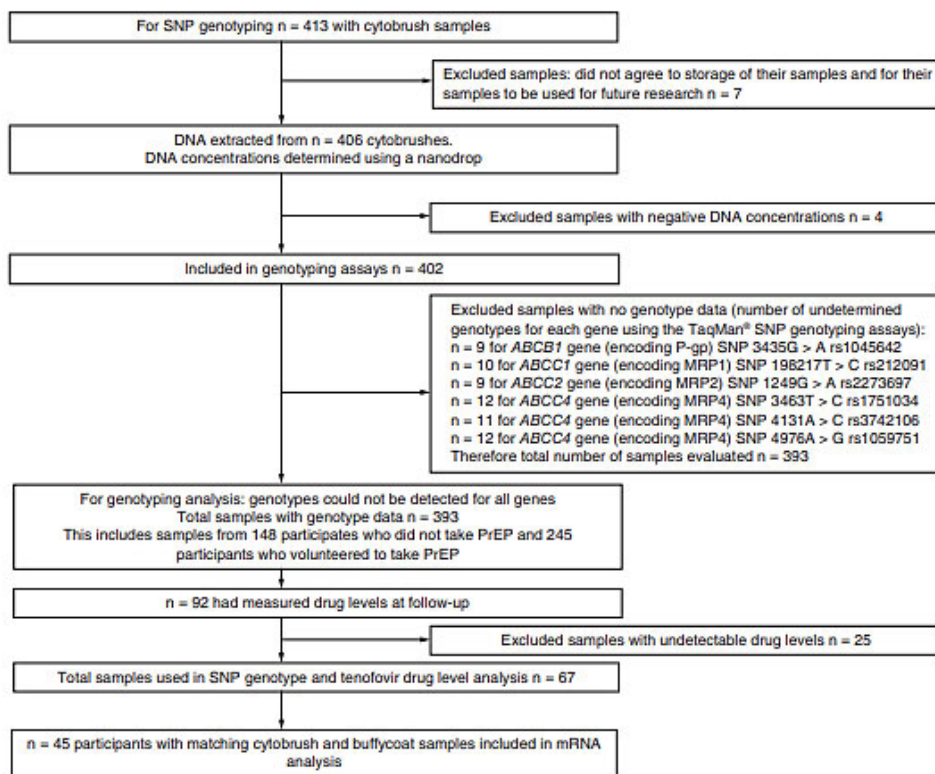 For SNP genotyping n = 413 with cytobrush samples
Excluded samples: did not agree to storage of their samples and for their
samples to be used for future research n = 7
DNA extracted from n = 406 cytobrushes.
DNA concentrations determined using a nanodrop
Excluded samples with negative DNA concentrations n = 4
Included in genotyping assays n = 402
Excluded samples with no genotype data (number of undetermined
genotypes for each gene using the TaqMan® SNP genotyping assays):
n = 9 for ABCB1 gene (encoding P-gp) SNP 3435G > A rs1045642
n = 10 for ABCC1 gene (encoding MRP1) SNP 198217T > C rs212091
n = 9 for ABCC2 gene (encoding MRP2) SNP 1249G > A rs2273697
n = 12 for ABCC4 gene (encoding MRP4) SNP 3463T > C rs1751034
n = 11 for ABCC4 gene (encoding MRP4) SNP 4131A > C rs3742106
n = 12 for ABCC4 gene (encoding MRP4) SNP 4976A > G rs1059751
Therefore total number of samples evaluated n = 393
For genotyping analysis: genotypes could not be detected for all genes
Total samples with genotype data n = 393
This includes samples from 148 participates who did not take PrEP and 245
participants who volunteered to take PrEP
n = 92 had measured drug levels at follow-up
Excluded samples with undetectable drug levels n = 25
Total samples used in SNP genotype and tenofovir drug level analysis n = 67
n = 45 participants with matching cytobrush and buffycoat samples included in mRNA
analysis